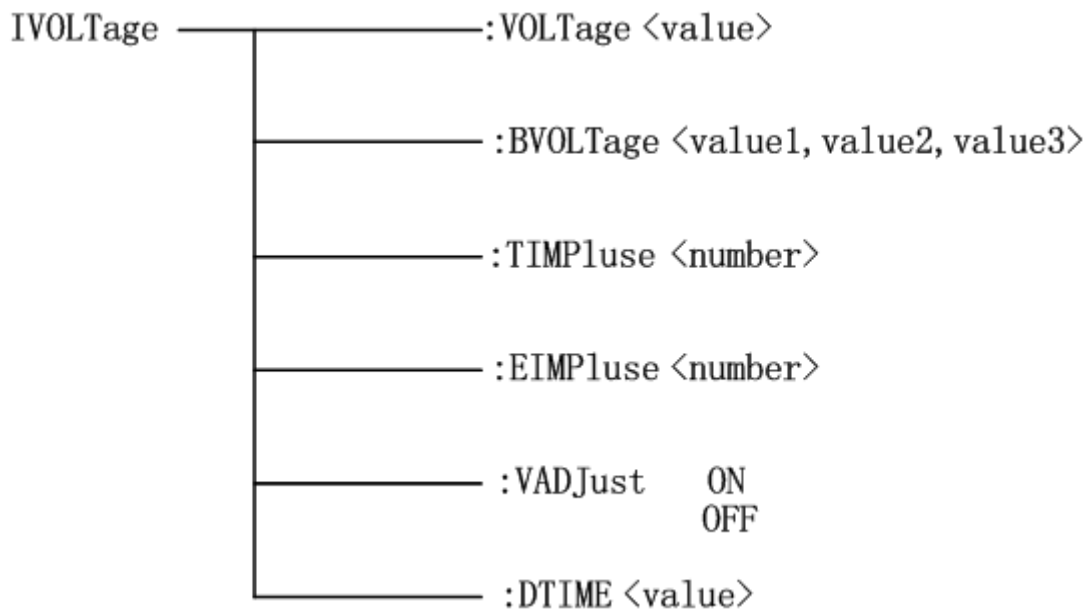 IVOLTage :VOLTage <value>
:BVOLTage <value1, value2, value3>
:TIMPluse <number>
:EIMPluse <number>
:VADJust ON
OFF
:DTIME <value>